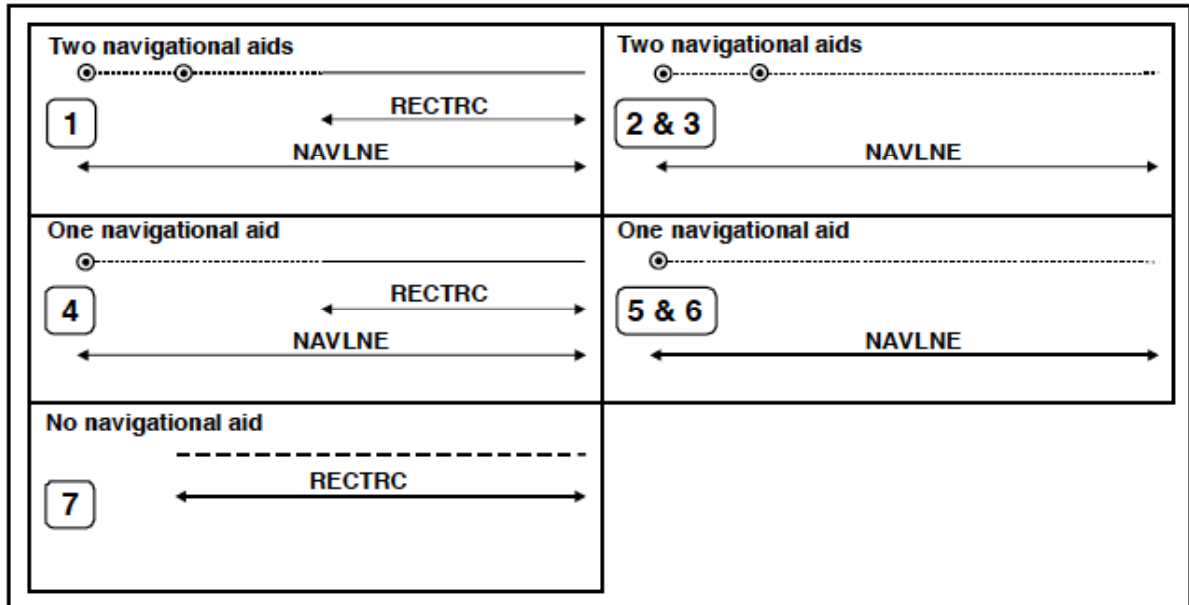 Two navigational aids
RECTRC
1
NAVLNE
Two navigational aids
2 & 3
NAVLNE
One navigational aid
RECTRC
4
NAVLNE
One navigational aid
5 & 6
NAVLNE
No navigational aid
RECTRC
7